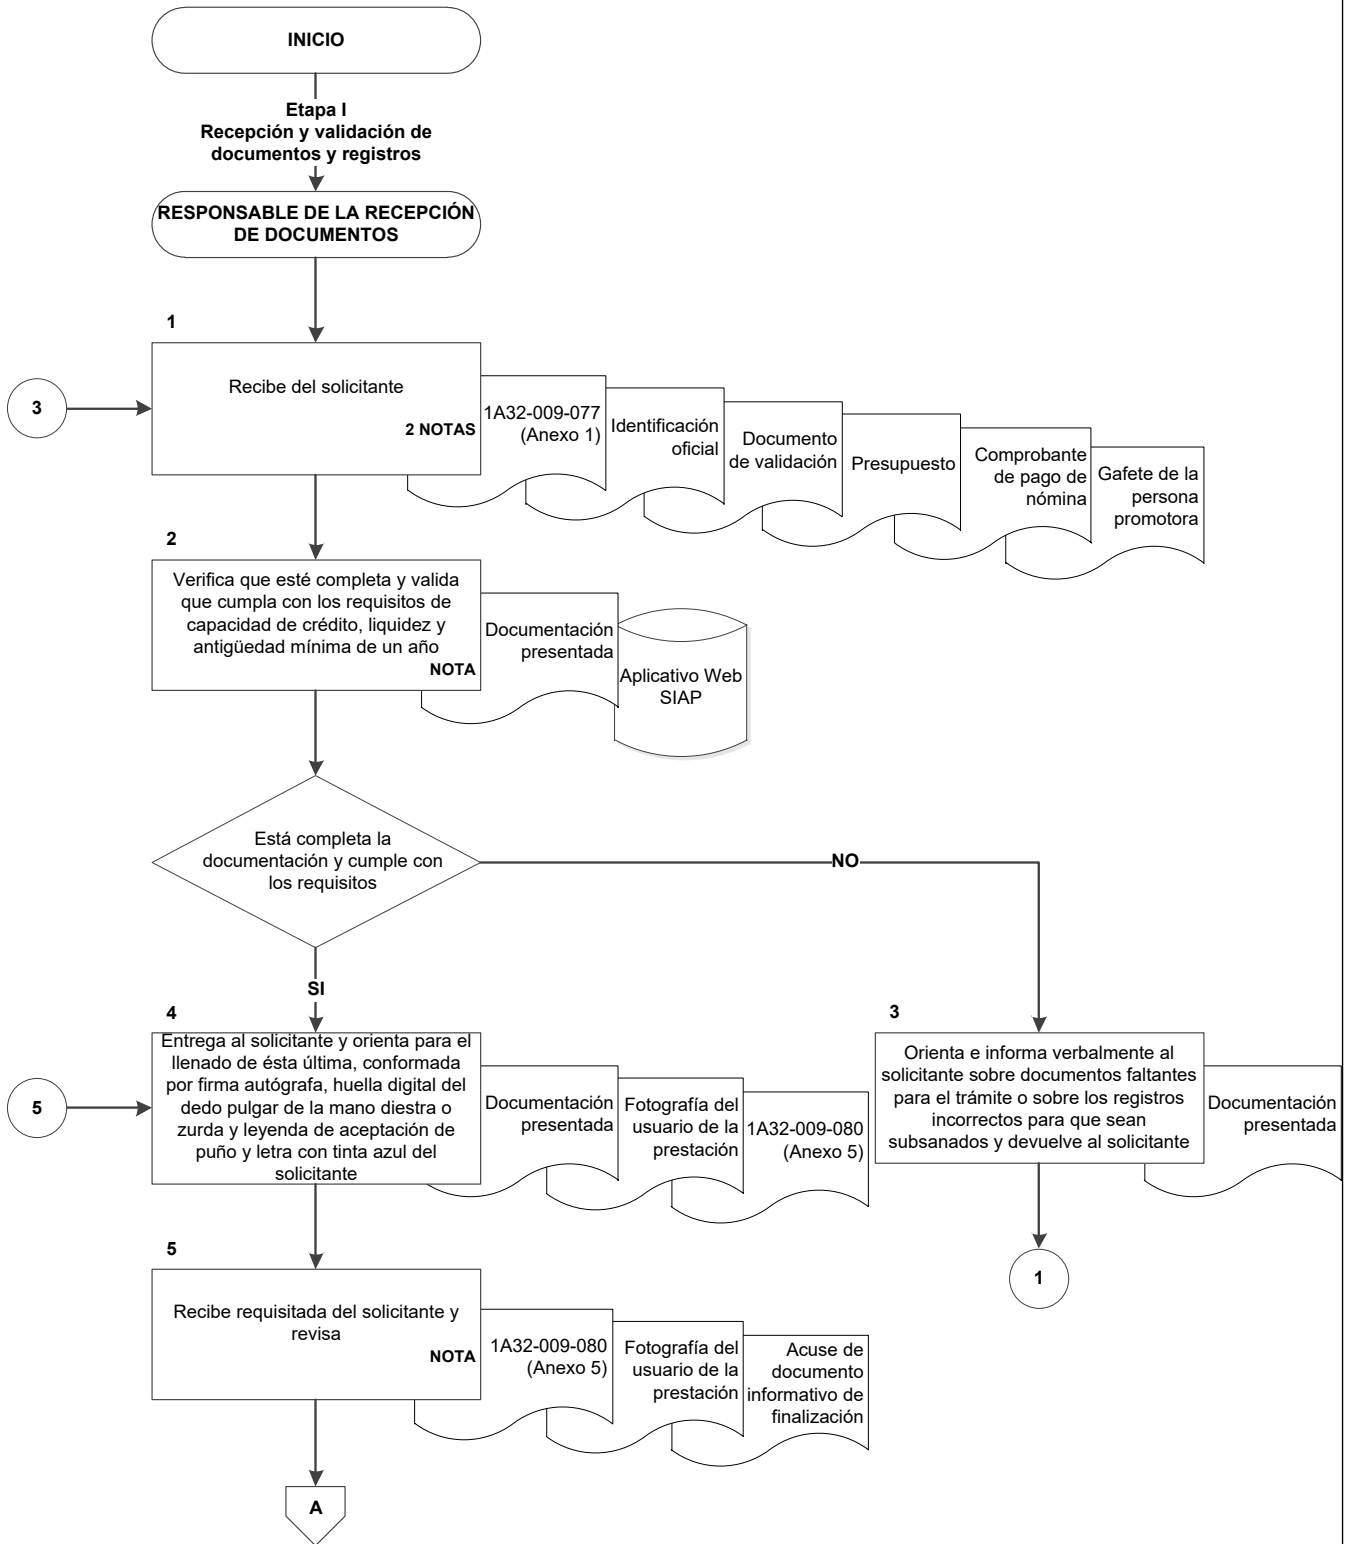 INICIO
Etapa I
Recepción y validación de
documentos y registros
RESPONSABLE DE LA RECEPCIÓN
DE DOCUMENTOS
1
3
Recibe del solicitante
2 NOTAS
1A32-009-077
(Anexo 1)
Identificación
oficial
Documento
de validación
Presupuesto
Comprobante
de pago de
nómina
Gafete de la
persona
promotora
2
Verifica que esté completa y valida
que cumpla con los requisitos de
capacidad de crédito, liquidez y
antigüedad mínima de un año
NOTA
Documentación
presentada
Aplicativo Web
SIAP
Está completa la
documentación y cumple con
los requisitos
NO
SI
4
5
Entrega al solicitante y orienta para el
llenado de ésta última, conformada
por firma autógrafa, huella digital del
dedo pulgar de la mano diestra o
zurda y leyenda de aceptación de
puño y letra con tinta azul del
solicitante
Documentación
presentada
Fotografía del
usuario de la
prestación
1A32-009-080
(Anexo 5)
3
Orienta e informa verbalmente al
solicitante sobre documentos faltantes
para el trámite o sobre los registros
incorrectos para que sean
subsanados y devuelve al solicitante
Documentación
presentada
1
5
Recibe requisitada del solicitante y
revisa
NOTA
1A32-009-080
(Anexo 5)
Fotografía del
usuario de la
prestación
Acuse de
documento
informativo de
finalización
A